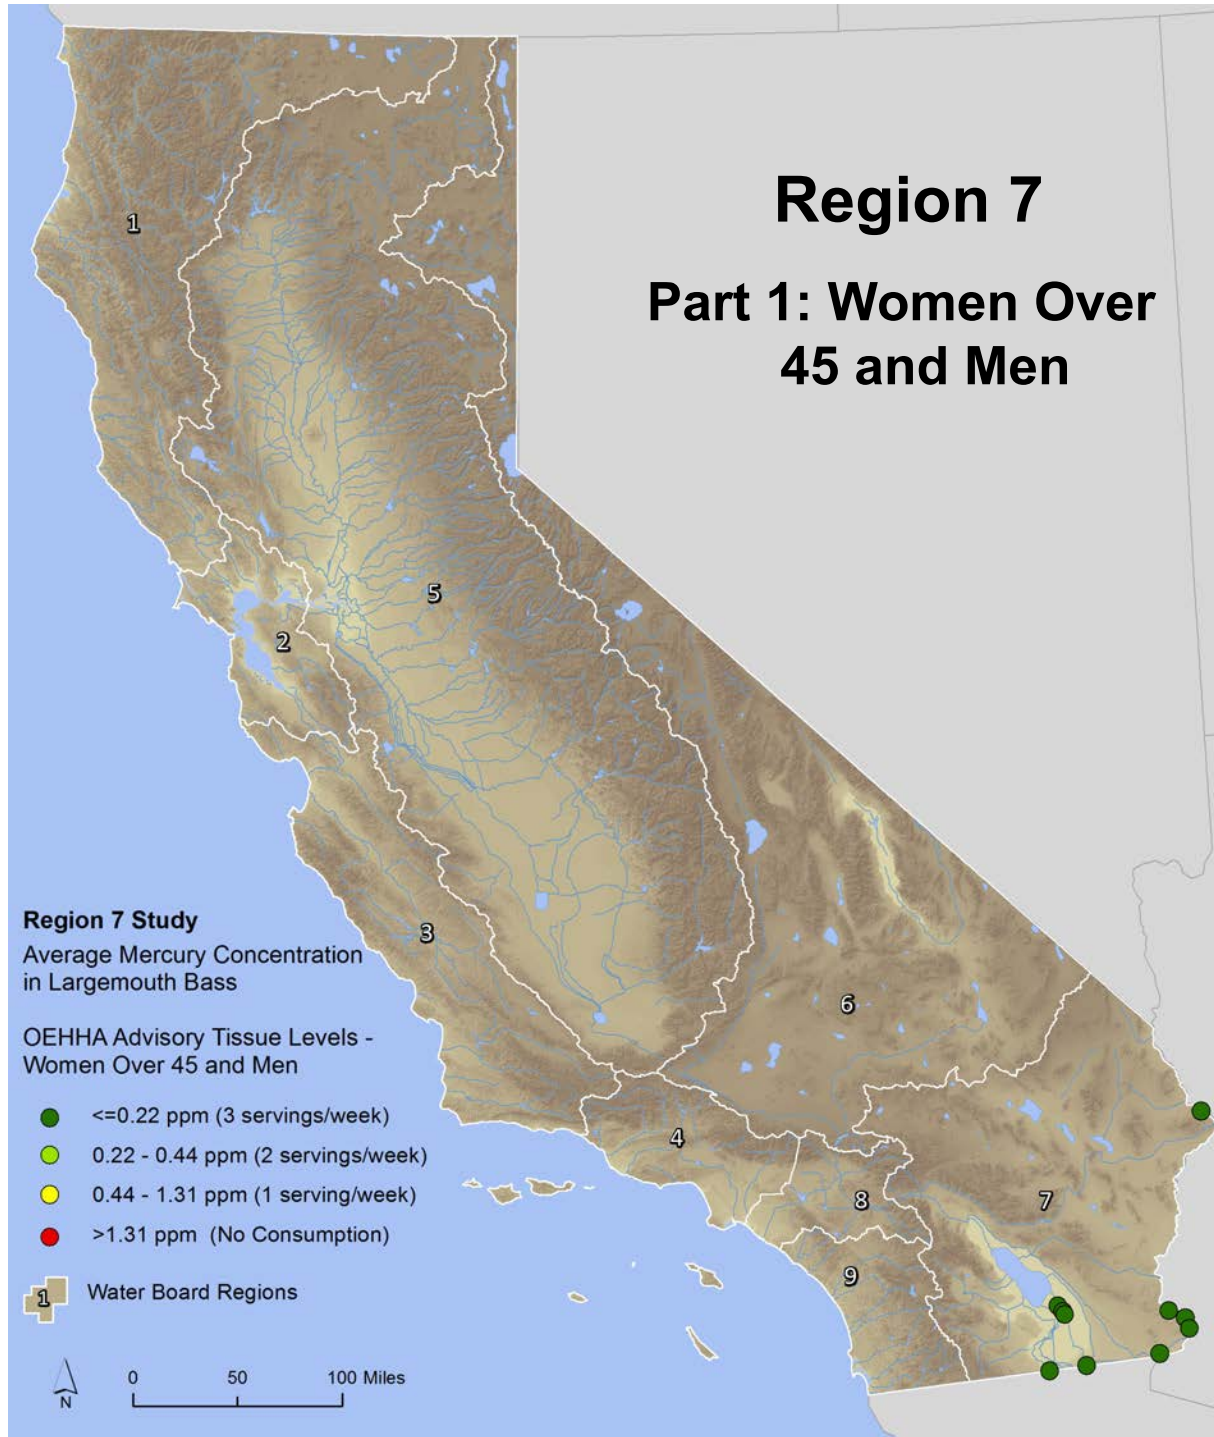 Region 7
Part 1: Women Over
45 and Men
1
2
5
3
6
4
8
7
9
Region 7 Study
Average Mercury Concentration
in Largemouth Bass
OEHHA Advisory Tissue Levels -
Women Over 45 and Men
<=0.22 ppm (3 servings/week)
0.22 - 0.44 ppm (2 servings/week)
0.44 - 1.31 ppm (1 serving/week)
>1.31 ppm (No Consumption)
1 Water Board Regions
N
0 50 100 Miles